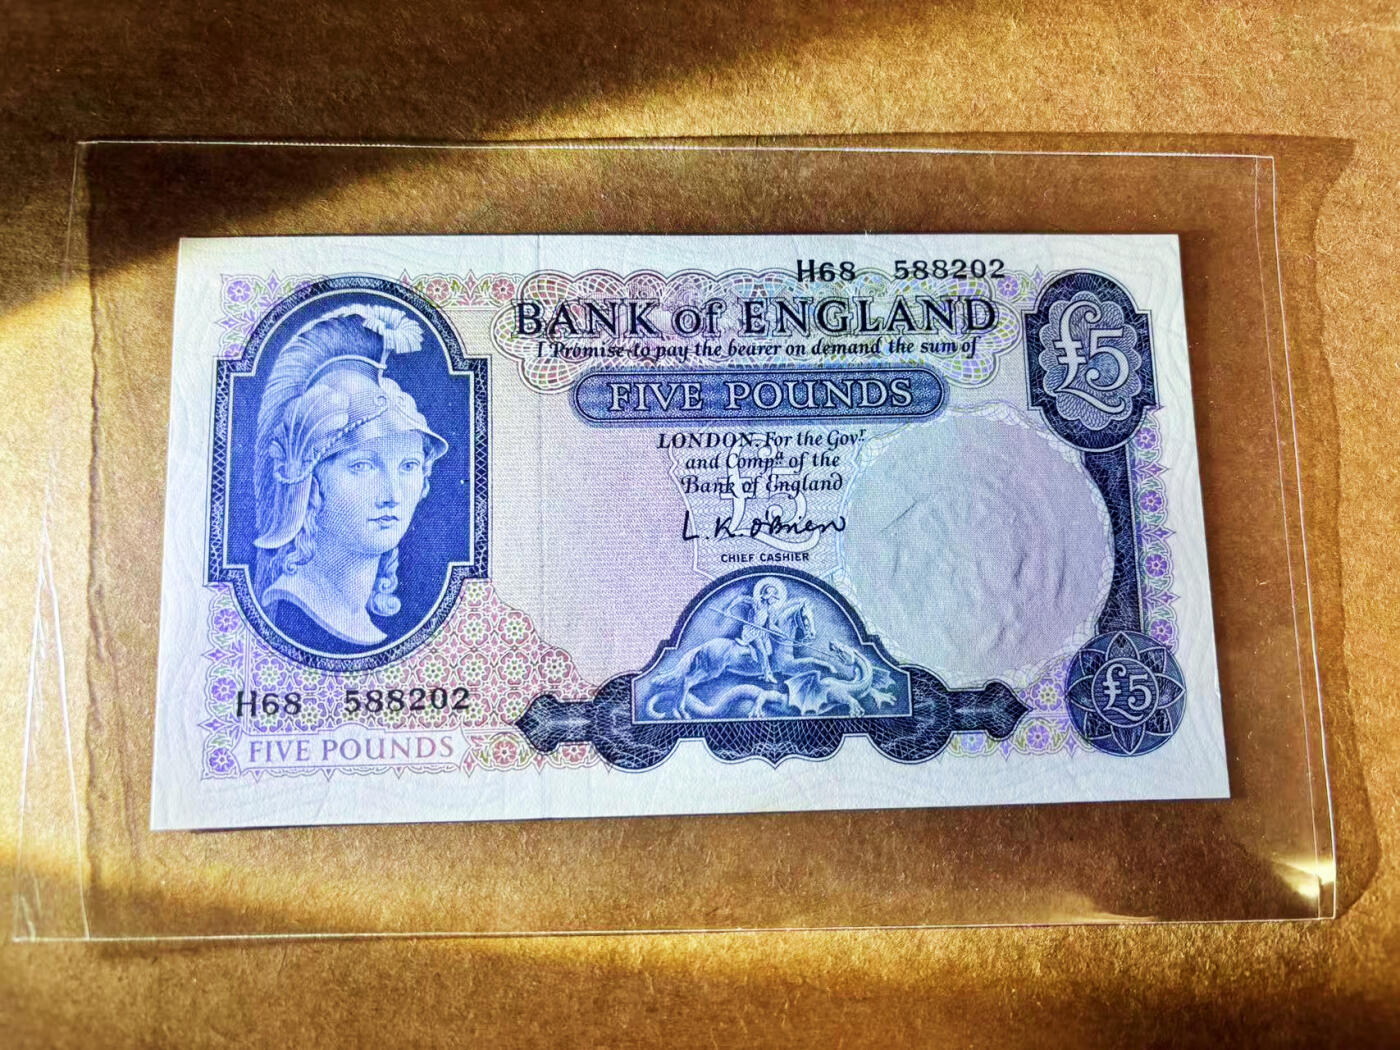 H68 588202
BANK of ENGLAND
I Promise to pay the bearer on demand the sum of
FIVE POUNDS
£5
LONDON. For the Govr.
and Compa. of the
Bank of England
£5
L.K. O'Brien
CHIEF CASHIER
H68 588202
FIVE POUNDS
£5